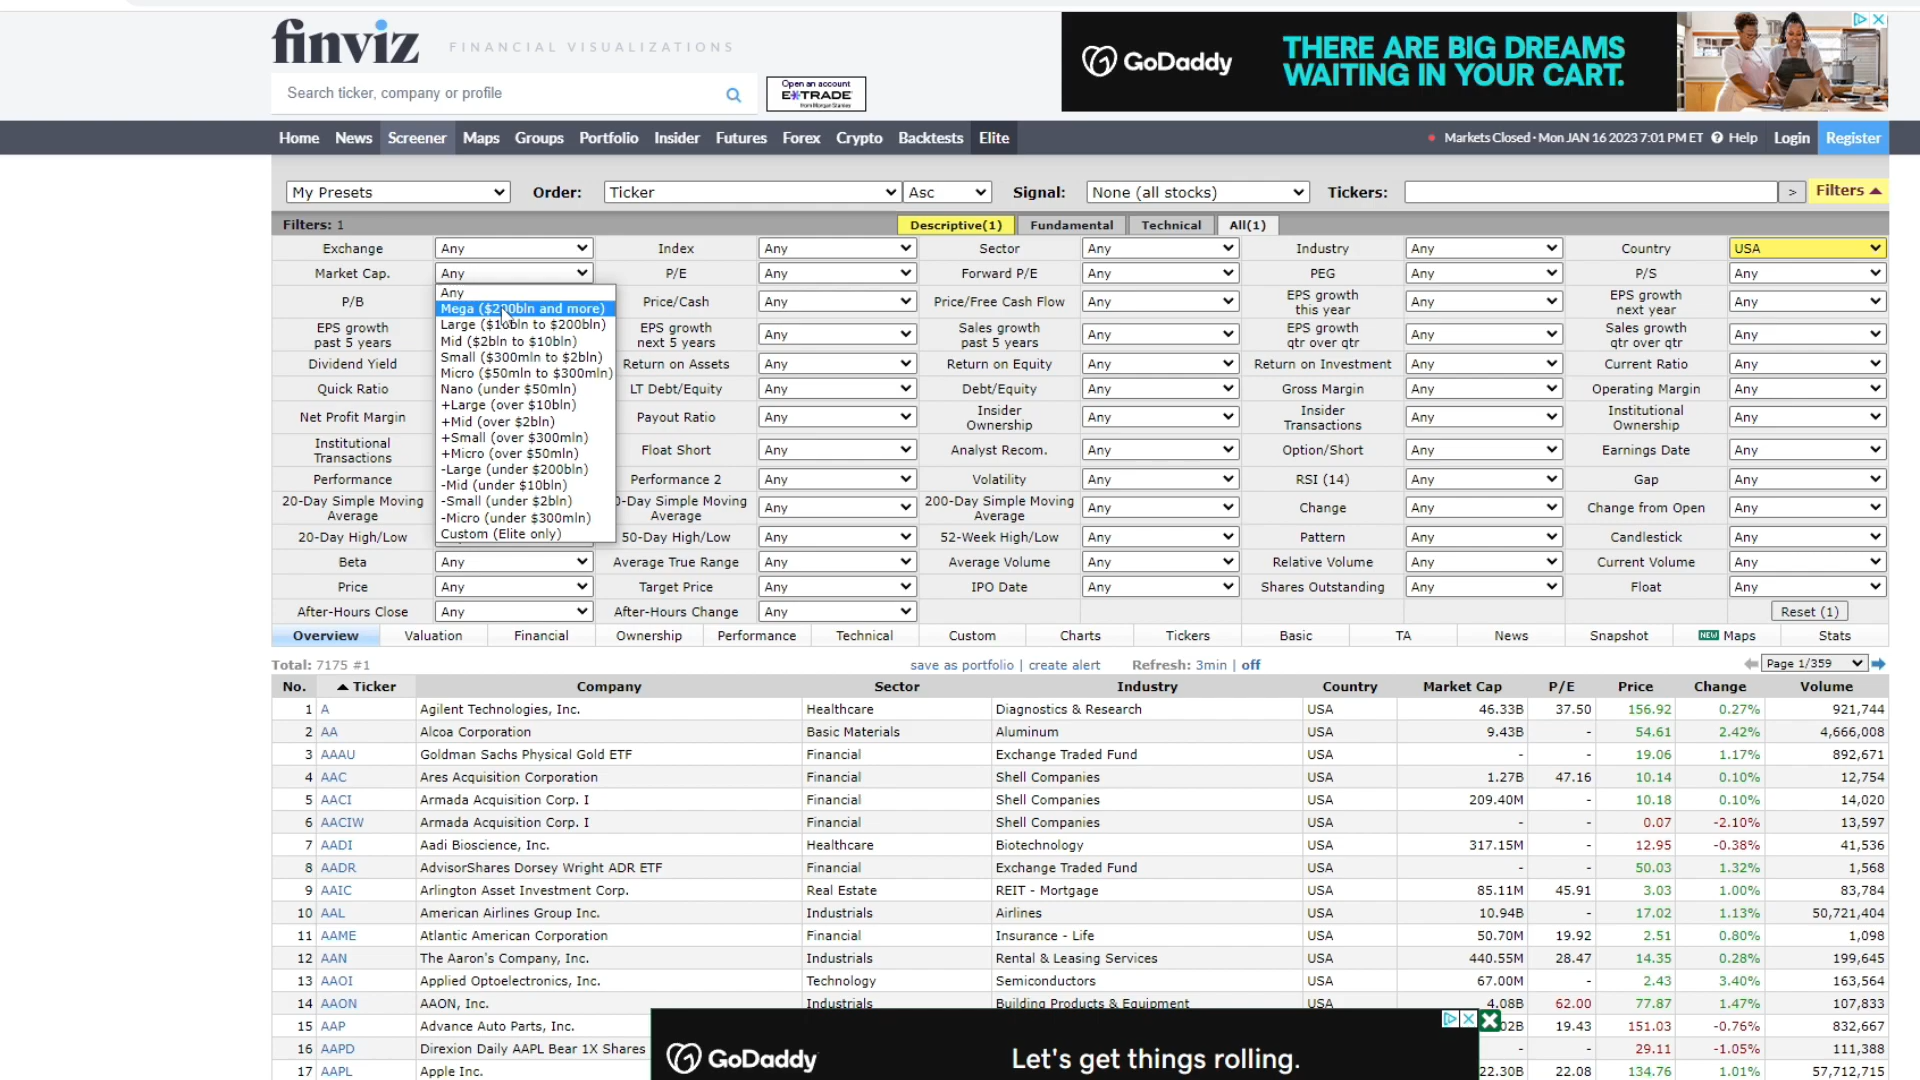 finviz FINANCIAL VISUALIZATIONS
GoDaddy THERE ARE BIG DREAMS
WAITING IN YOUR CART.
Search ticker, company or profile
Open an account
E*TRADE
from Morgan Stanley
Home News Screener Maps Groups Portfolio Insider Futures Forex Crypto Backtests Elite Markets Closed · Mon JAN 16 2023 7:01 PM ET Help Login Register
My Presets Order: Ticker Asc Signal: None (all stocks) Tickers: > Filters
Filters: 1 Descriptive(1) Fundamental Technical All(1)
Exchange Any Index Any Sector Any Industry Any Country USA
Market Cap. Any P/E Any Forward P/E Any PEG Any P/S Any
Any
Mega ($200bln and more)
Large ($10bln to $200bln)
Mid ($2bln to $10bln)
Small ($300mln to $2bln)
Micro ($50mln to $300mln)
Nano (under $50mln)
+Large (over $10bln)
+Mid (over $2bln)
+Small (over $300mln)
+Micro (over $50mln)
-Large (under $200bln)
-Mid (under $10bln)
-Small (under $2bln)
-Micro (under $300mln)
Custom (Elite only)
P/B Price/Cash Any Price/Free Cash Flow Any EPS growth this year Any EPS growth next year Any
EPS growth past 5 years EPS growth next 5 years Any Sales growth past 5 years Any EPS growth qtr over qtr Any Sales growth qtr over qtr Any
Dividend Yield Return on Assets Any Return on Equity Any Return on Investment Any Current Ratio Any
Quick Ratio LT Debt/Equity Any Debt/Equity Any Gross Margin Any Operating Margin Any
Net Profit Margin Payout Ratio Any Insider Ownership Any Insider Transactions Any Institutional Ownership Any
Institutional Transactions Float Short Any Analyst Recom. Any Option/Short Any Earnings Date Any
Performance Performance 2 Any Volatility Any RSI (14) Any Gap Any
20-Day Simple Moving Average 0-Day Simple Moving Average Any 200-Day Simple Moving Average Any Change Any Change from Open Any
20-Day High/Low 50-Day High/Low Any 52-Week High/Low Any Pattern Any Candlestick Any
Beta Any Average True Range Any Average Volume Any Relative Volume Any Current Volume Any
Price Any Target Price Any IPO Date Any Shares Outstanding Any Float Any
After-Hours Close Any After-Hours Change Any Reset (1)
Overview Valuation Financial Ownership Performance Technical Custom Charts Tickers Basic TA News Snapshot NEW Maps Stats
Total: 7175 #1 save as portfolio | create alert Refresh: 3min | off Page 1/359
No. Ticker Company Sector Industry Country Market Cap P/E Price Change Volume
1 A Agilent Technologies, Inc. Healthcare Diagnostics & Research USA 46.33B 37.50 156.92 0.27% 921,744
2 AA Alcoa Corporation Basic Materials Aluminum USA 9.43B - 54.61 2.42% 4,666,008
3 AAAU Goldman Sachs Physical Gold ETF Financial Exchange Traded Fund USA - - 19.06 1.17% 892,671
4 AAC Ares Acquisition Corporation Financial Shell Companies USA 1.27B 47.16 10.14 0.10% 12,754
5 AACI Armada Acquisition Corp. I Financial Shell Companies USA 209.40M - 10.18 0.10% 14,020
6 AACIW Armada Acquisition Corp. I Financial Shell Companies USA - - 0.07 -2.10% 13,597
7 AADI Aadi Bioscience, Inc. Healthcare Biotechnology USA 317.15M - 12.95 -0.38% 41,536
8 AADR AdvisorShares Dorsey Wright ADR ETF Financial Exchange Traded Fund USA - - 50.03 1.32% 1,568
9 AAIC Arlington Asset Investment Corp. Real Estate REIT - Mortgage USA 85.11M 45.91 3.03 1.00% 83,784
10 AAL American Airlines Group Inc. Industrials Airlines USA 10.94B - 17.02 1.13% 50,721,404
11 AAME Atlantic American Corporation Financial Insurance - Life USA 50.70M 19.92 2.51 0.80% 1,098
12 AAN The Aaron's Company, Inc. Industrials Rental & Leasing Services USA 440.55M 28.47 14.35 0.28% 199,645
13 AAOI Applied Optoelectronics, Inc. Technology Semiconductors USA 67.00M - 2.43 3.40% 163,564
14 AAON AAON, Inc. Industrials Building Products & Equipment USA 4.08B 62.00 77.87 1.47% 107,833
15 AAP Advance Auto Parts, Inc. 02B 19.43 151.03 -0.76% 832,667
16 AAPD Direxion Daily AAPL Bear 1X Shares - - 29.11 -1.05% 111,388
17 AAPL Apple Inc. 22.30B 22.08 134.76 1.01% 57,712,715
GoDaddy Let's get things rolling.